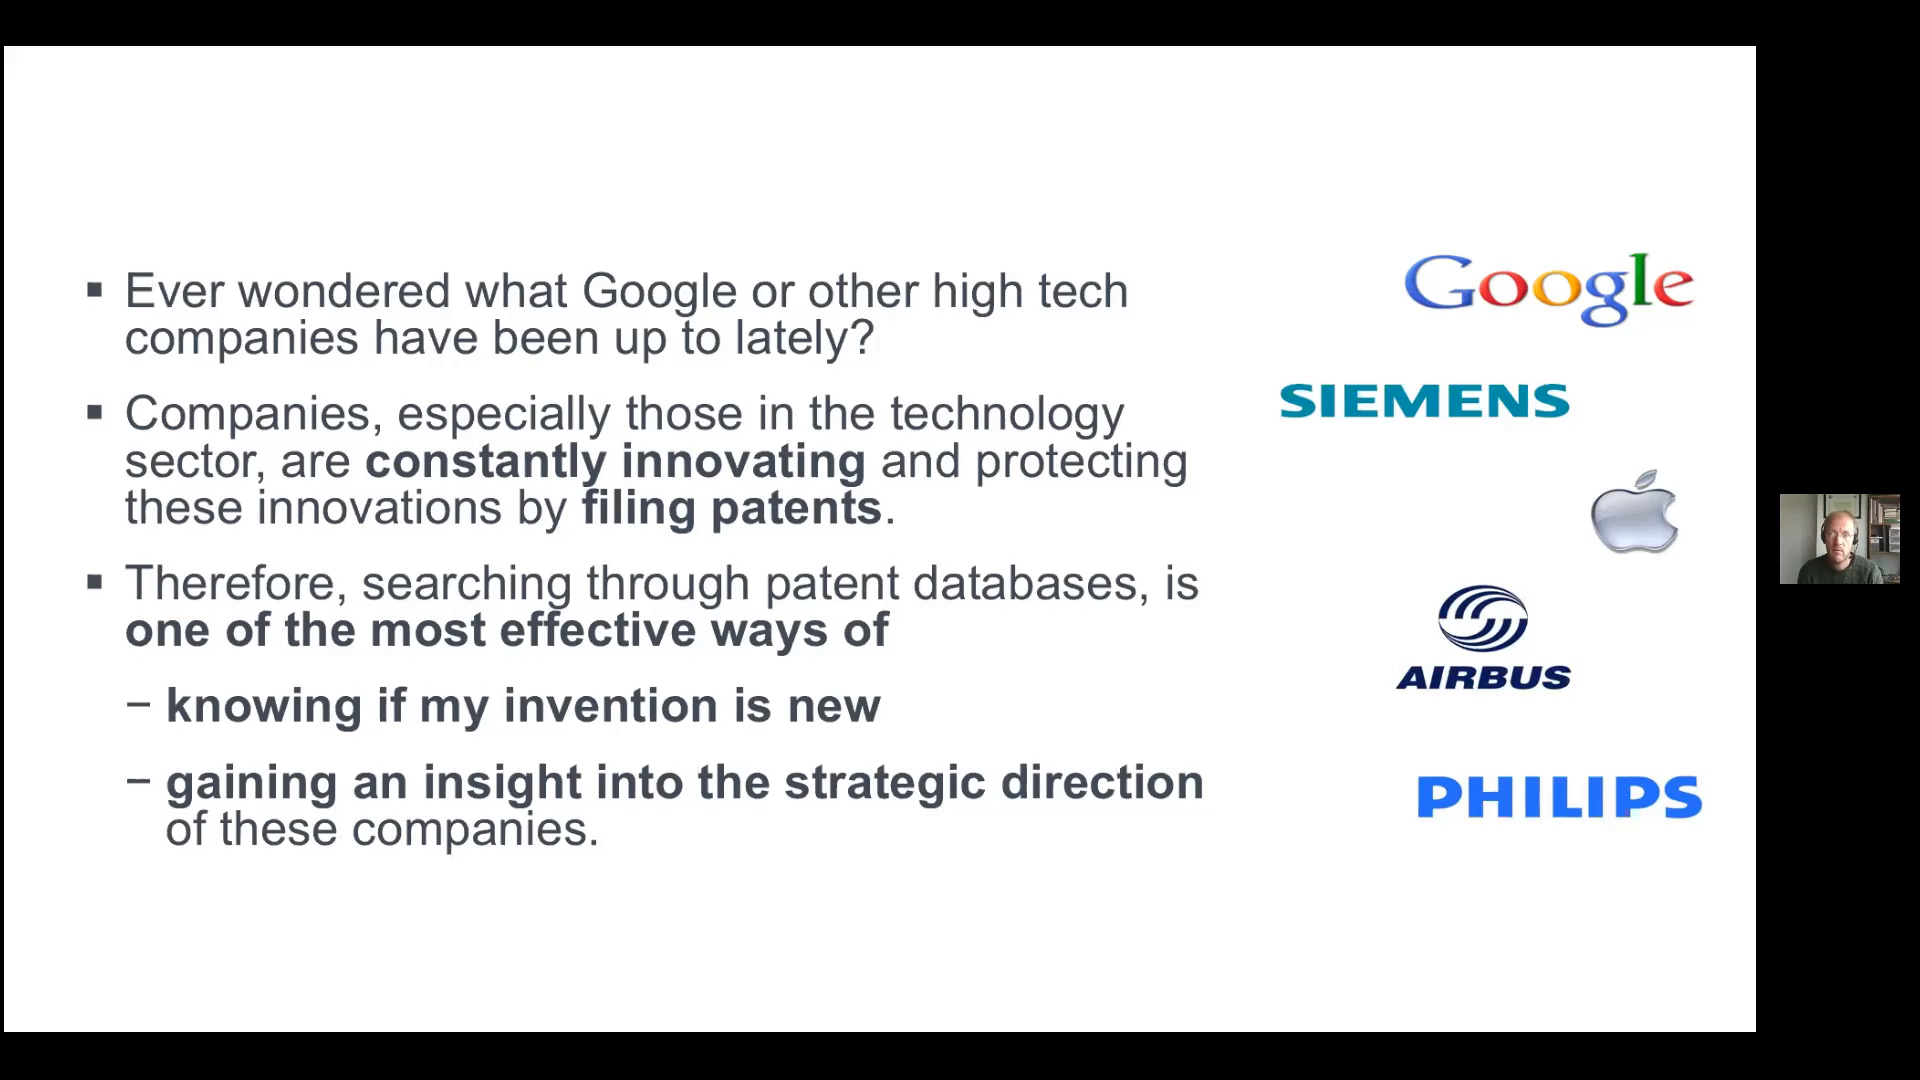 ▪ Ever wondered what Google or other high tech
companies have been up to lately?
▪ Companies, especially those in the technology
sector, are constantly innovating and protecting
these innovations by filing patents.
▪ Therefore, searching through patent databases, is
one of the most effective ways of
− knowing if my invention is new
− gaining an insight into the strategic direction
of these companies.
Google
SIEMENS
AIRBUS
PHILIPS